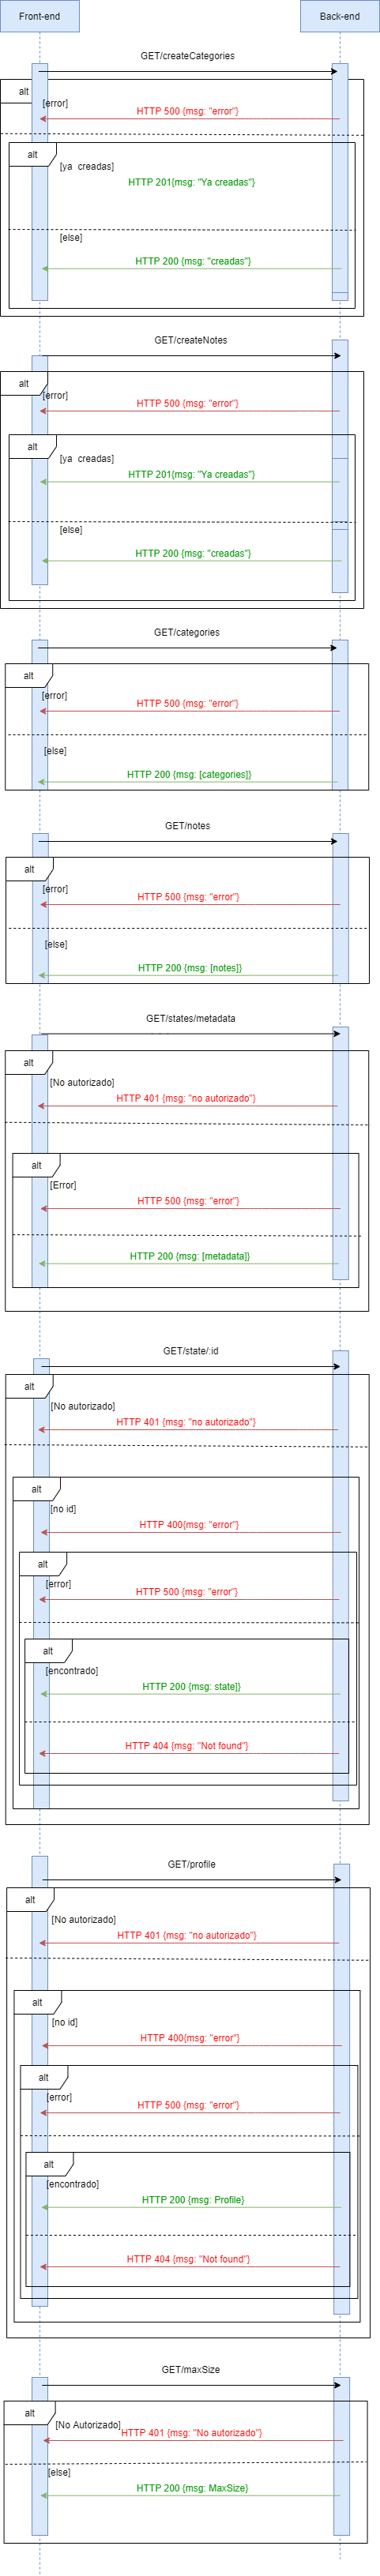 Front-end
Back-end
GET/createCategories
alt
[error]
HTTP 500 {msg: "error"}
alt
[ya creadas]
HTTP 201{msg: "Ya creadas"}
[else]
HTTP 200 {msg: "creadas"}
GET/createNotes
alt
[error]
HTTP 500 {msg: "error"}
alt
[ya creadas]
HTTP 201{msg: "Ya creadas"}
[else]
HTTP 200 {msg: "creadas"}
GET/categories
alt
[error]
HTTP 500 {msg: "error"}
[else]
HTTP 200 {msg: [categories]}
GET/notes
alt
[error]
HTTP 500 {msg: "error"}
[else]
HTTP 200 {msg: [notes]}
GET/states/metadata
alt
[No autorizado]
HTTP 401 {msg: "no autorizado"}
alt
[Error]
HTTP 500 {msg: "error"}
HTTP 200 {msg: [metadata]}
GET/state/:id
alt
[No autorizado]
HTTP 401 {msg: "no autorizado"}
alt
[no id]
HTTP 400{msg: "error"}
alt
[error]
HTTP 500 {msg: "error"}
alt
[encontrado]
HTTP 200 {msg: state]}
HTTP 404 {msg: "Not found"}
GET/profile
alt
[No autorizado]
HTTP 401 {msg: "no autorizado"}
alt
[no id]
HTTP 400{msg: "error"}
alt
[error]
HTTP 500 {msg: "error"}
alt
[encontrado]
HTTP 200 {msg: Profile}
HTTP 404 {msg: "Not found"}
GET/maxSize
alt
[No Autorizado]
HTTP 401 {msg: "No autorizado"}
[else]
HTTP 200 {msg: MaxSize}